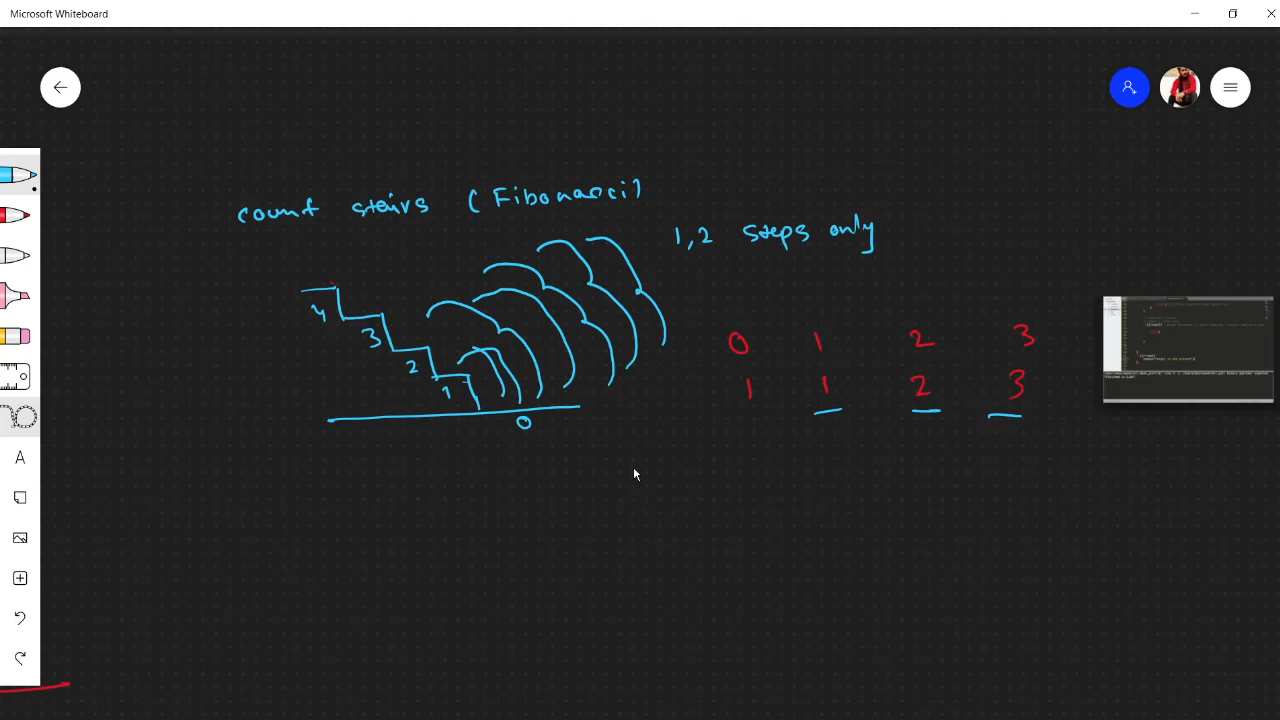 Microsoft Whiteboard
count stairs (Fibonacci)
1,2 steps only
4
3
2
1
0
0 1 2 3
1 1 2 3
A